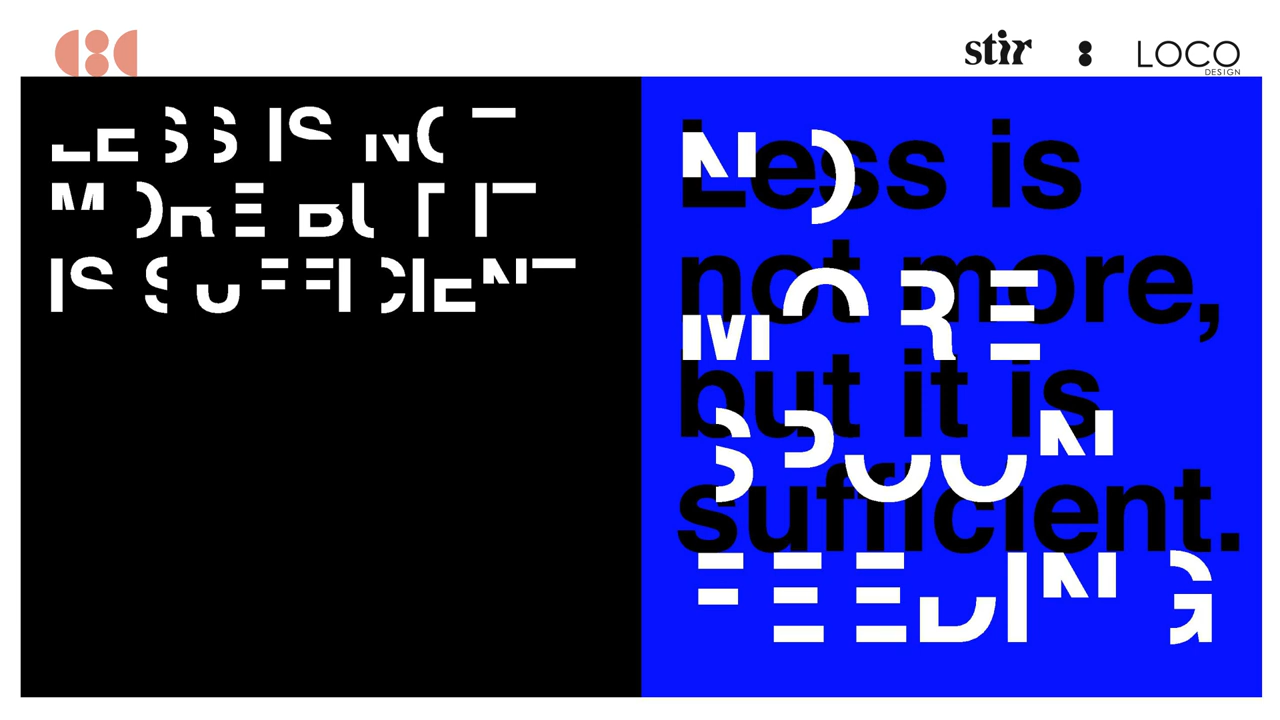 stir
LOCO
DESIGN
LESS IS NOT
MORE BUT IT
IS SUFFICIENT
Less is
not more,
but it is
sufficient.
NO
MORE
SPOON
FEEDING